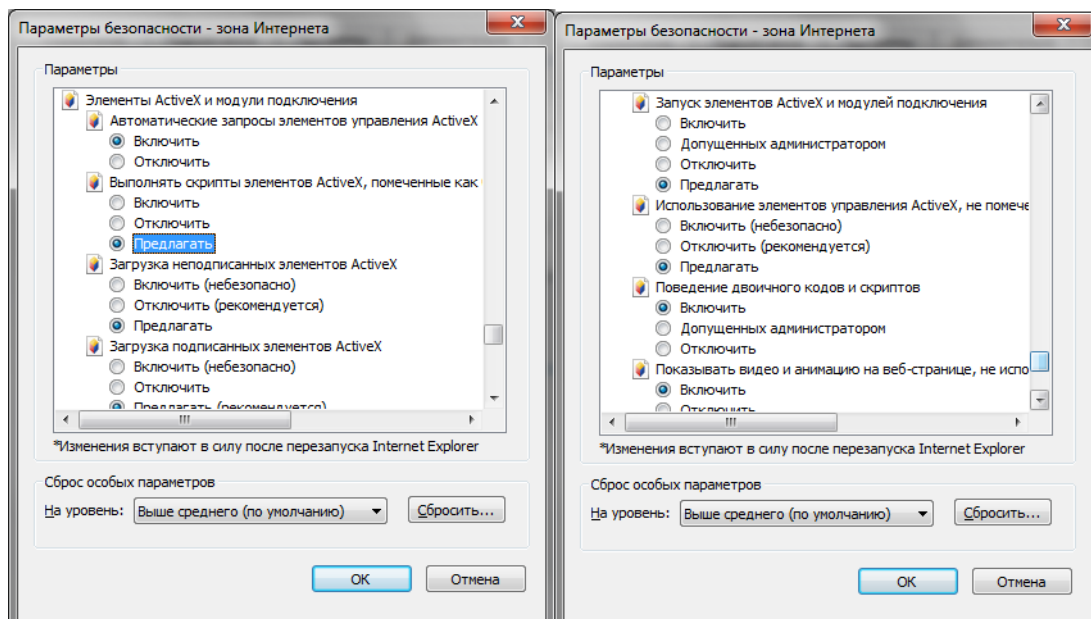 Параметры безопасности - зона Интернета
Параметры
Элементы ActiveX и модули подключения
Автоматические запросы элементов управления ActiveX
Включить
Отключить
Выполнять скрипты элементов ActiveX, помеченные как
Включить
Отключить
Предлагать
Загрузка неподписанных элементов ActiveX
Включить (небезопасно)
Отключить (рекомендуется)
Предлагать
Загрузка подписанных элементов ActiveX
Включить (небезопасно)
Отключить
Предлагать (рекомендуется)
*Изменения вступают в силу после перезапуска Internet Explorer
Сброс особых параметров
На уровень: Выше среднего (по умолчанию) Сбросить...
OK Отмена
Параметры безопасности - зона Интернета
Параметры
Запуск элементов ActiveX и модулей подключения
Включить
Допущенных администратором
Отключить
Предлагать
Использование элементов управления ActiveX, не помече
Включить (небезопасно)
Отключить (рекомендуется)
Предлагать
Поведение двоичного кодов и скриптов
Включить
Допущенных администратором
Отключить
Показывать видео и анимацию на веб-странице, не испо
Включить
Отключить
*Изменения вступают в силу после перезапуска Internet Explorer
Сброс особых параметров
На уровень: Выше среднего (по умолчанию) Сбросить...
OK Отмена